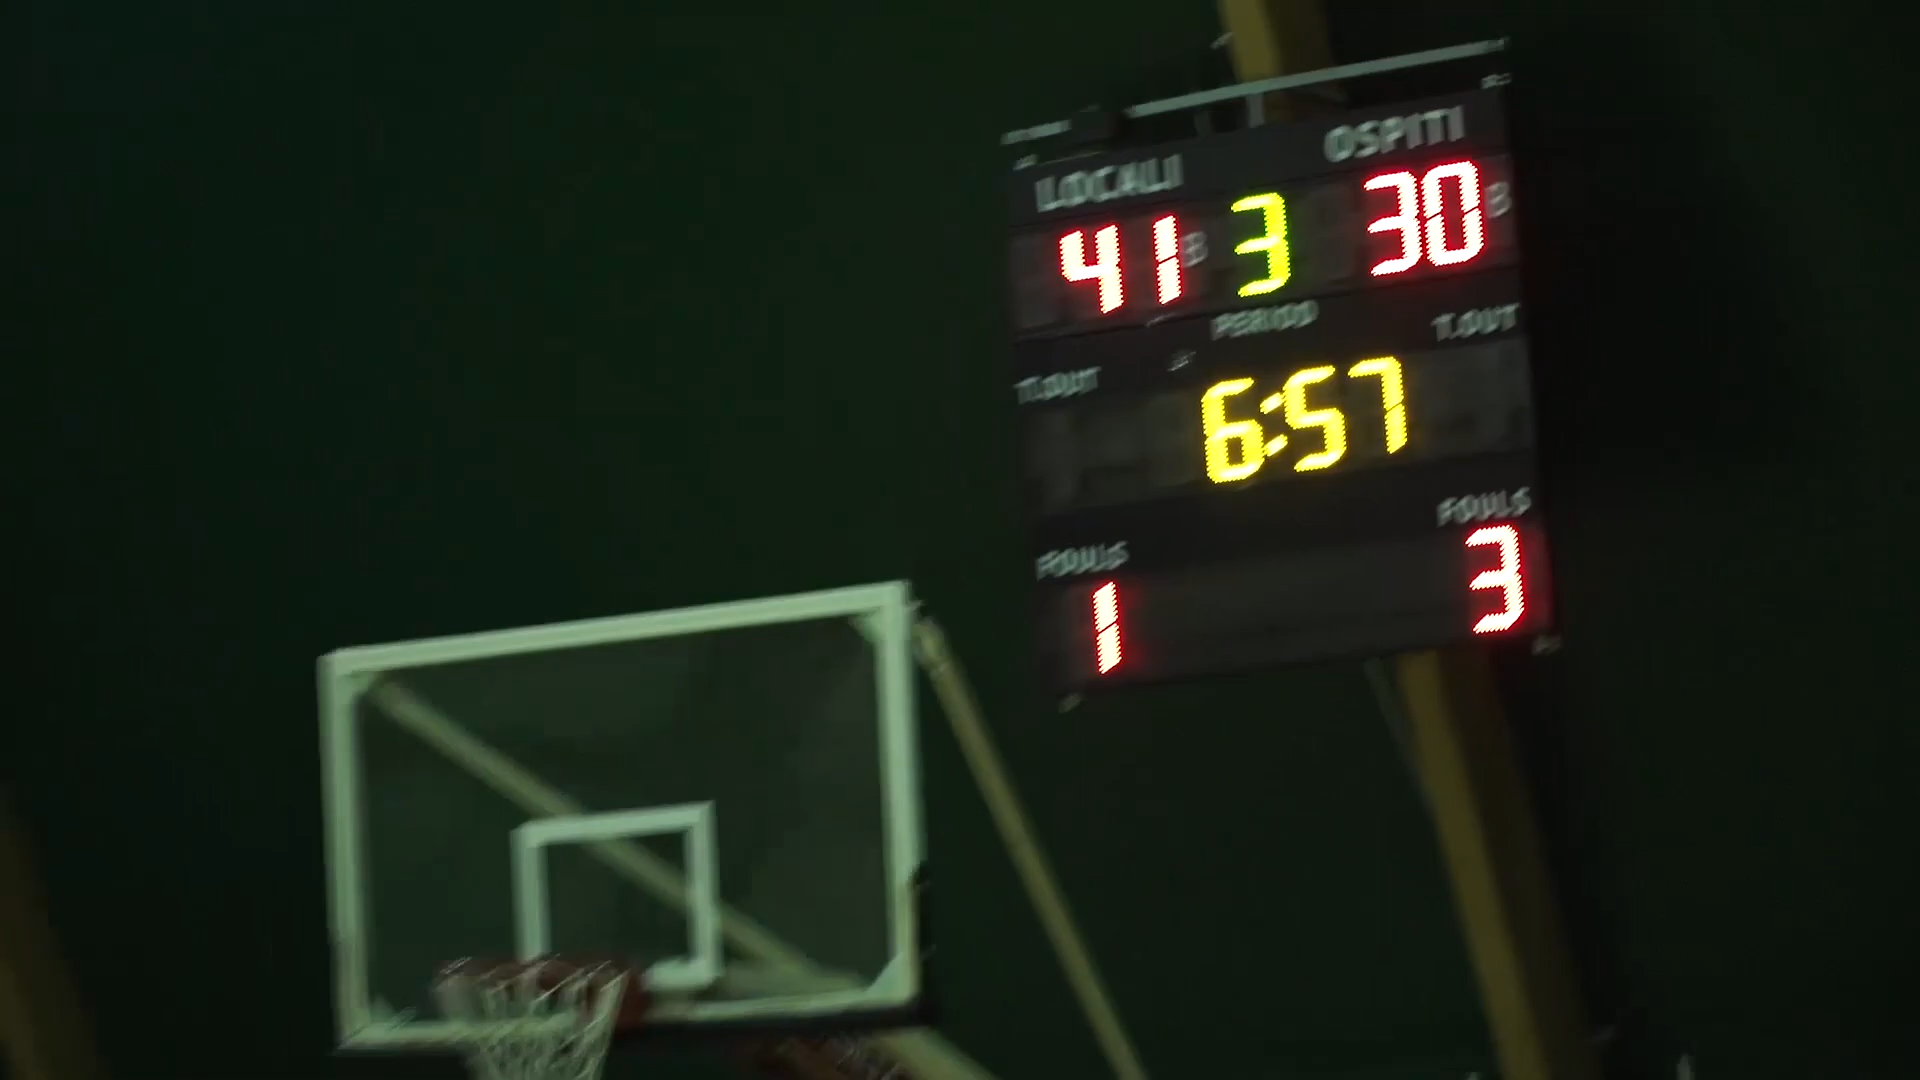 LOCALI OSPITI
41 B 3 30 B
PERIOD
T.OUT T.OUT
6:57
FOULS FOULS
1 3